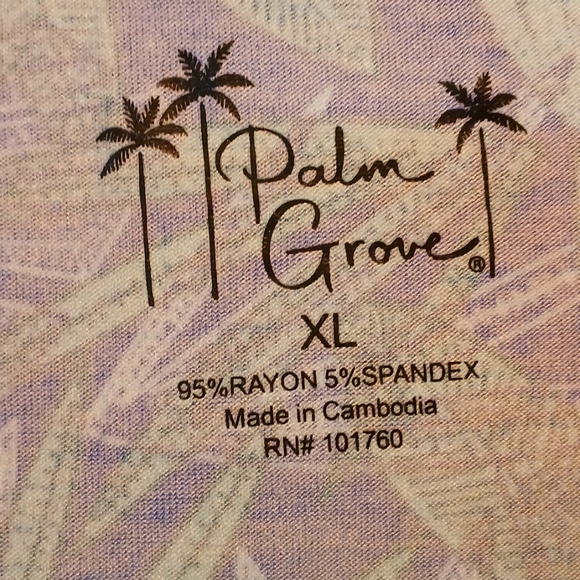 Palm
Grove®
XL
95%RAYON 5%SPANDEX
Made in Cambodia
RN# 101760